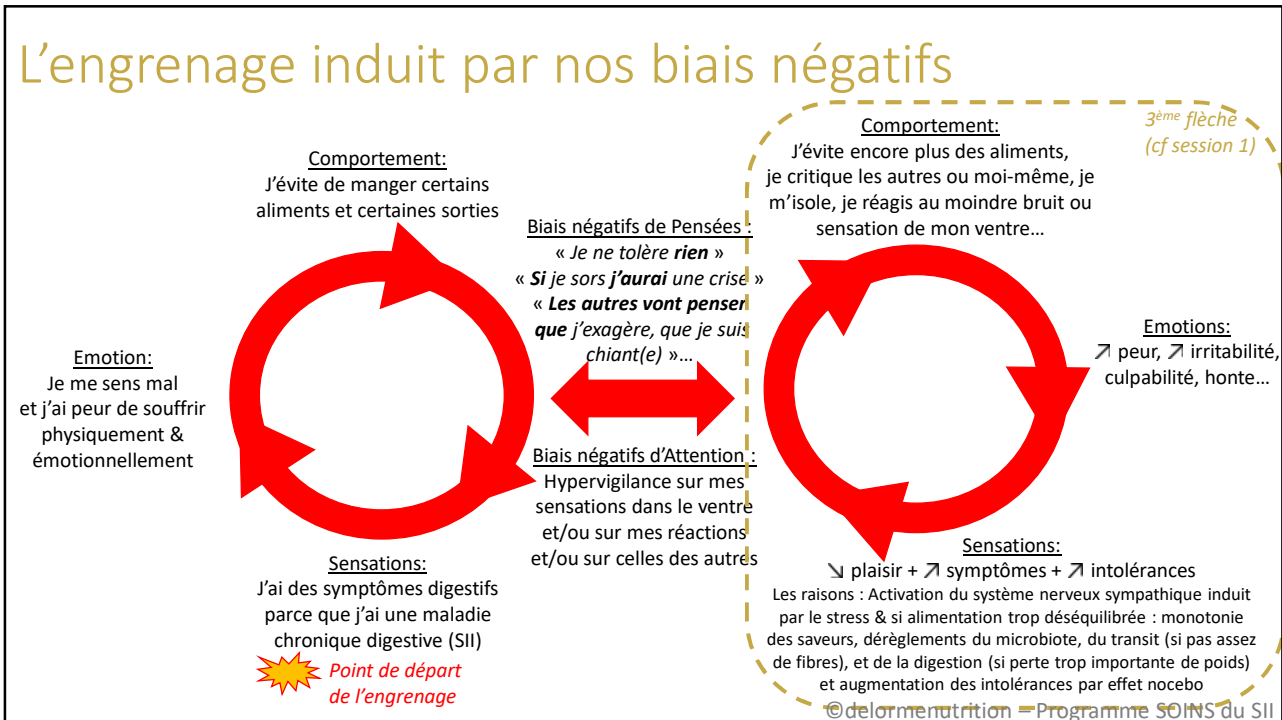 L'engrenage induit par nos biais négatifs
3ème flèche
(cf session 1)
Comportement:
J'évite de manger certains
aliments et certaines sorties
Emotion:
Je me sens mal
et j'ai peur de souffrir
physiquement &
émotionnellement
Sensations:
J'ai des symptômes digestifs
parce que j'ai une maladie
chronique digestive (SII)
Point de départ
de l'engrenage
Biais négatifs de Pensées :
« Je ne tolère rien »
« Si je sors j'aurai une crise »
« Les autres vont penser
que j'exagère, que je suis
chiant(e) »…
Biais négatifs d'Attention :
Hypervigilance sur mes
sensations dans le ventre
et/ou sur mes réactions
et/ou sur celles des autres
Comportement:
J'évite encore plus des aliments,
je critique les autres ou moi-même, je
m'isole, je réagis au moindre bruit ou
sensation de mon ventre…
Emotions:
↗ peur, ↗ irritabilité,
culpabilité, honte…
Sensations:
↘ plaisir + ↗ symptômes + ↗ intolérances
Les raisons : Activation du système nerveux sympathique induit
par le stress & si alimentation trop déséquilibrée : monotonie
des saveurs, dérèglements du microbiote, du transit (si pas assez
de fibres), et de la digestion (si perte trop importante de poids)
et augmentation des intolérances par effet nocebo
©delormenutrition – Programme SOINS du SII